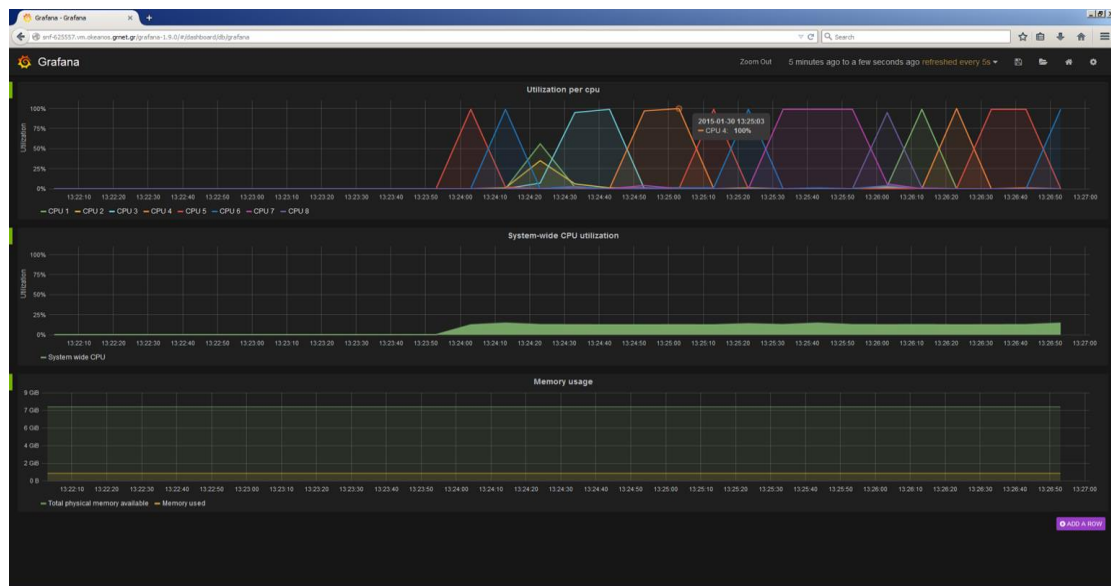 Grafana - Grafana × +
snf-625557.vm.okeanos.grnet.gr/grafana-1.9.0/#/dashboard/db/grafana
Search
Grafana
Zoom Out 5 minutes ago to a few seconds ago refreshed every 5s
Utilization per cpu
Utilization
100%
75%
50%
25%
0%
2015-01-30 13:25:03
CPU 4: 100%
13:22:10 13:22:20 13:22:30 13:22:40 13:22:50 13:23:00 13:23:10 13:23:20 13:23:30 13:23:40 13:23:50 13:24:00 13:24:10 13:24:20 13:24:30 13:24:40 13:24:50 13:25:00 13:25:10 13:25:20 13:25:30 13:25:40 13:25:50 13:26:00 13:26:10 13:26:20 13:26:30 13:26:40 13:26:50 13:27:00
CPU 1 CPU 2 CPU 3 CPU 4 CPU 5 CPU 6 CPU 7 CPU 8
System-wide CPU utilization
Utilization
100%
75%
50%
25%
0%
13:22:10 13:22:20 13:22:30 13:22:40 13:22:50 13:23:00 13:23:10 13:23:20 13:23:30 13:23:40 13:23:50 13:24:00 13:24:10 13:24:20 13:24:30 13:24:40 13:24:50 13:25:00 13:25:10 13:25:20 13:25:30 13:25:40 13:25:50 13:26:00 13:26:10 13:26:20 13:26:30 13:26:40 13:26:50 13:27:00
System wide CPU
Memory usage
9 GiB
7 GiB
6 GiB
4 GiB
2 GiB
0 B
13:22:10 13:22:20 13:22:30 13:22:40 13:22:50 13:23:00 13:23:10 13:23:20 13:23:30 13:23:40 13:23:50 13:24:00 13:24:10 13:24:20 13:24:30 13:24:40 13:24:50 13:25:00 13:25:10 13:25:20 13:25:30 13:25:40 13:25:50 13:26:00 13:26:10 13:26:20 13:26:30 13:26:40 13:26:50 13:27:00
Total physical memory available Memory used
ADD A ROW